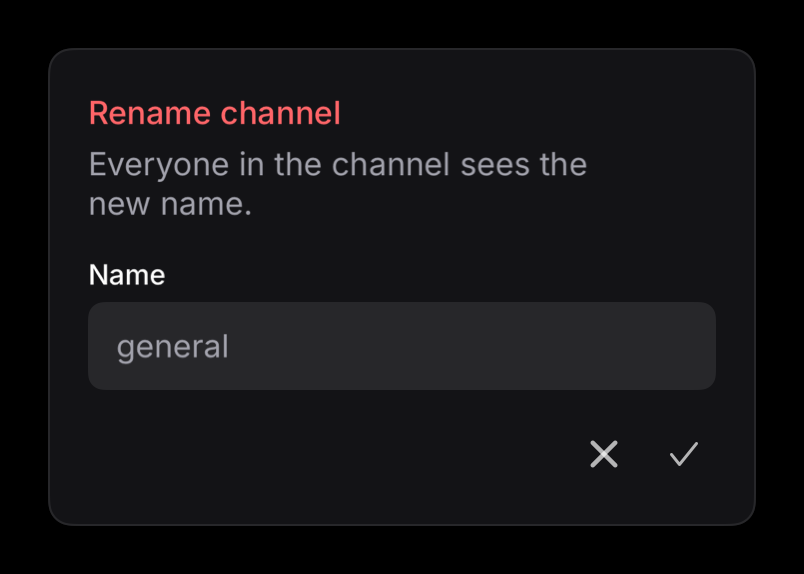 Rename channel
Everyone in the channel sees the
new name.
Name
general